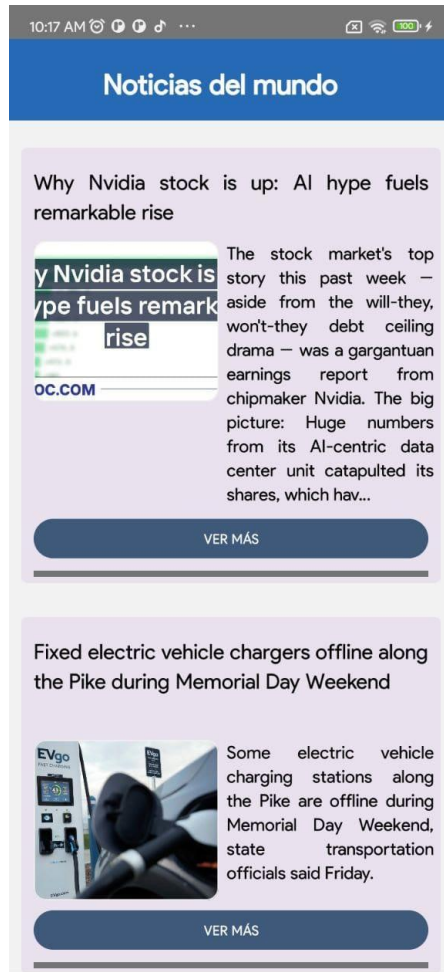 10:17 AM
100
Noticias del mundo
Why Nvidia stock is up: AI hype fuels
remarkable rise
y Nvidia stock is
ype fuels remark
rise
OC.COM
The stock market's top
story this past week —
aside from the will-they,
won't-they debt ceiling
drama — was a gargantuan
earnings report from
chipmaker Nvidia. The big
picture: Huge numbers
from its AI-centric data
center unit catapulted its
shares, which hav...
VER MÁS
Fixed electric vehicle chargers offline along
the Pike during Memorial Day Weekend
EVgo
FAST CHARGING
EVgo
EVgo.com
Some electric vehicle
charging stations along
the Pike are offline during
Memorial Day Weekend,
state transportation
officials said Friday.
VER MÁS